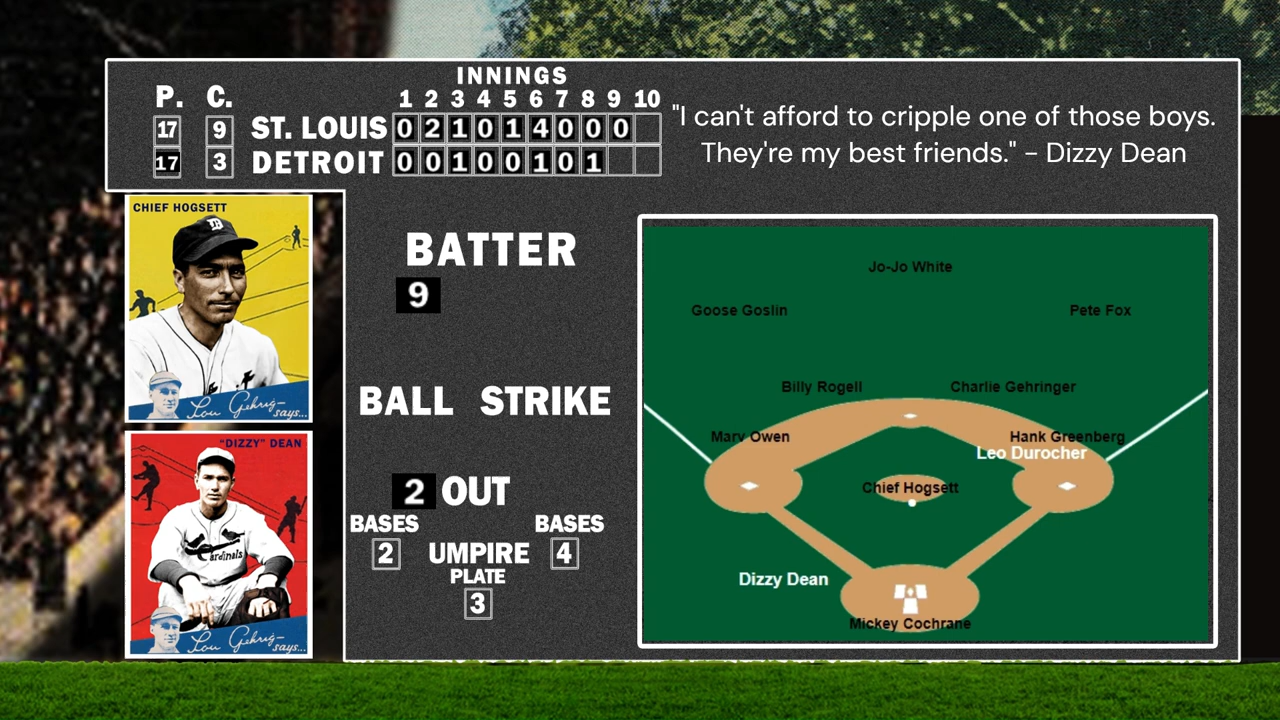 INNINGS
P. C. 1 2 3 4 5 6 7 8 9 10
17 9 ST. LOUIS 0 2 1 0 1 4 0 0 0
17 3 DETROIT 0 0 1 0 0 1 0 1
"I can't afford to cripple one of those boys.
They're my best friends." – Dizzy Dean
CHIEF HOGSETT
D
Lou Gehrig—
says...
"DIZZY" DEAN
Cardinals
Lou Gehrig—
says...
BATTER
9
BALL STRIKE
2 OUT
BASES BASES
2 UMPIRE 4
PLATE
3
Jo-Jo White
Goose Goslin Pete Fox
Billy Rogell Charlie Gehringer
Marv Owen Hank Greenberg
Leo Durocher
Chief Hogsett
Dizzy Dean
Mickey Cochrane